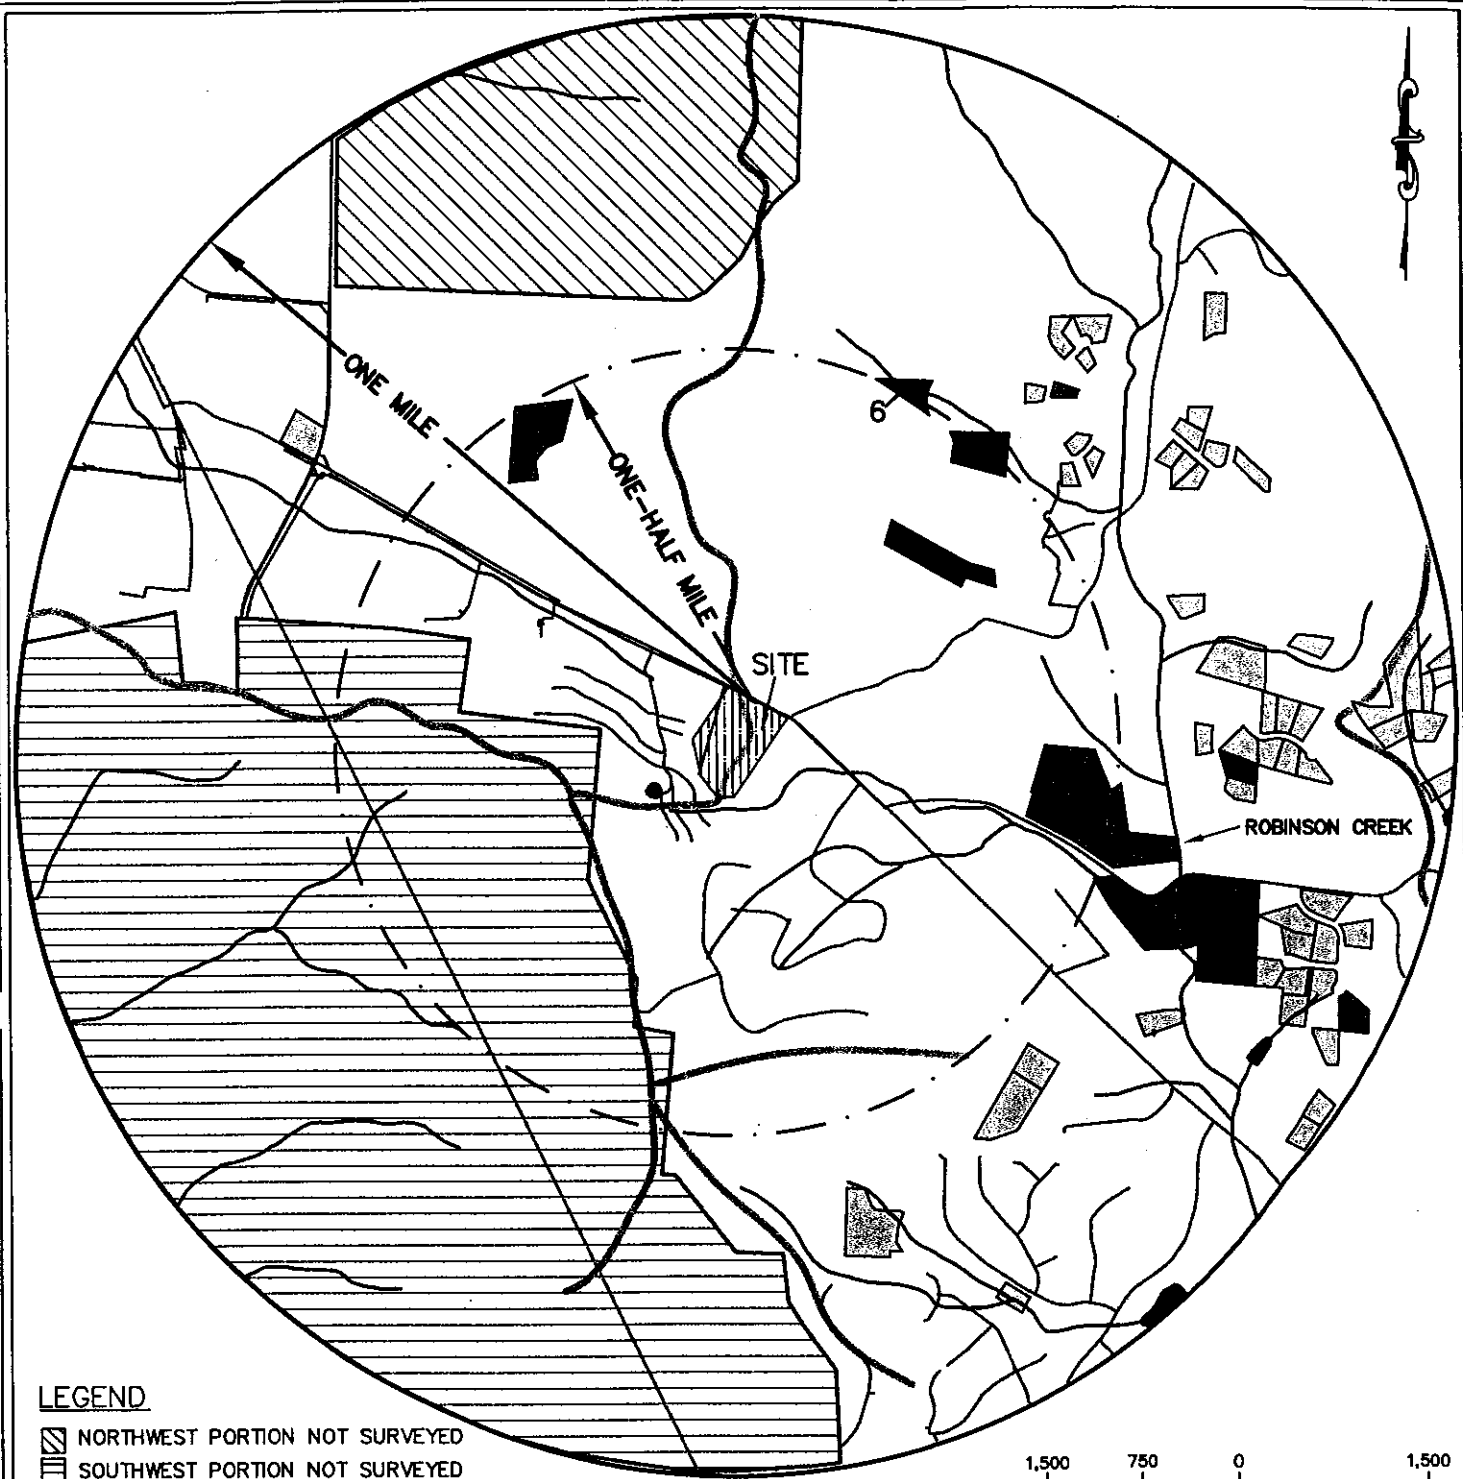 ONE MILE
ONE-HALF MILE
6
SITE
ROBINSON CREEK
LEGEND
NORTHWEST PORTION NOT SURVEYED
SOUTHWEST PORTION NOT SURVEYED
1,500 750 0 1,500